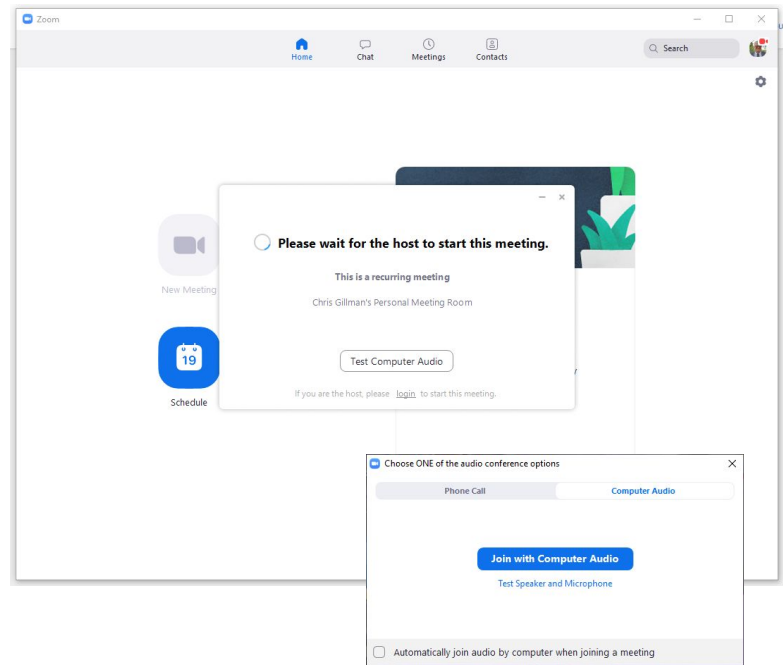 Zoom
Home
Chat
Meetings
Contacts
Search
Please wait for the host to start this meeting.
This is a recurring meeting
Chris Gillman's Personal Meeting Room
New Meeting
Test Computer Audio
19
If you are the host, please login to start this meeting.
Schedule
Choose ONE of the audio conference options
Phone Call
Computer Audio
Join with Computer Audio
Test Speaker and Microphone
Automatically join audio by computer when joining a meeting